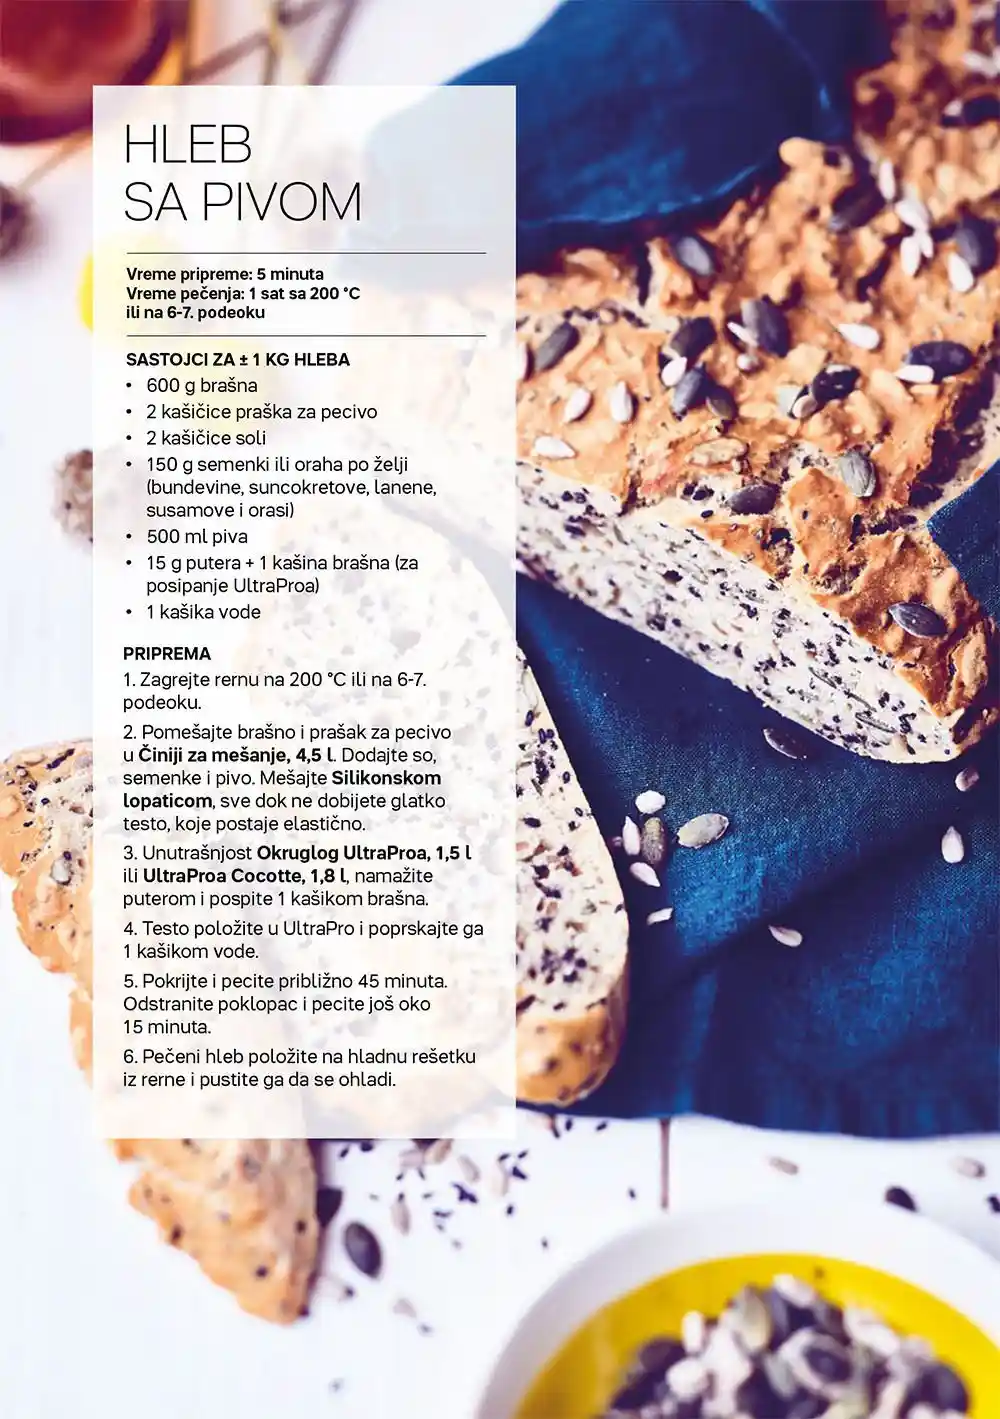 HLEB
SA PIVOM
Vreme pripreme: 5 minuta
Vreme pečenja: 1 sat sa 200 °C
ili na 6-7. podeoku
SASTOJCI ZA ± 1 KG HLEBA
• 600 g brašna
• 2 kašičice praška za pecivo
• 2 kašičice soli
• 150 g semenki ili oraha po želji
(bundevine, suncokretove, lanene,
susamove i orasi)
• 500 ml piva
• 15 g putera + 1 kašina brašna (za
posipanje UltraProa)
• 1 kašika vode
PRIPREMA
1. Zagrejte rernu na 200 °C ili na 6-7.
podeoku.
2. Pomešajte brašno i prašak za pecivo
u Činiji za mešanje, 4,5 l. Dodajte so,
semenke i pivo. Mešajte Silikonskom
lopaticom, sve dok ne dobijete glatko
testo, koje postaje elastično.
3. Unutrašnjost Okruglog UltraProa, 1,5 l
ili UltraProa Cocotte, 1,8 l, namažite
puterom i pospite 1 kašikom brašna.
4. Testo položite u UltraPro i poprskajte ga
1 kašikom vode.
5. Pokrijte i pecite približno 45 minuta.
Odstranite poklopac i pecite još oko
15 minuta.
6. Pečeni hleb položite na hladnu rešetku
iz rerne i pustite ga da se ohladi.